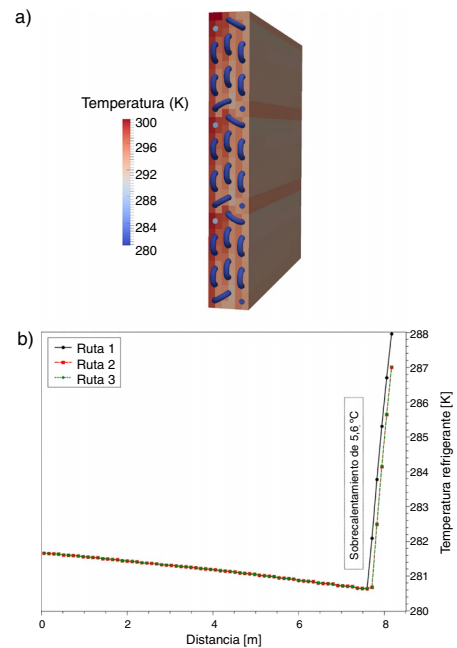 a)
Temperatura (K)
300
296
292
288
284
280
b)
Ruta 1
Ruta 2
Ruta 3
Sobrecalentamiento de 5,6 ºC
288
287
286
285
284
283
282
281
280
Temperatura refrigerante [K]
0 2 4 6 8
Distancia [m]